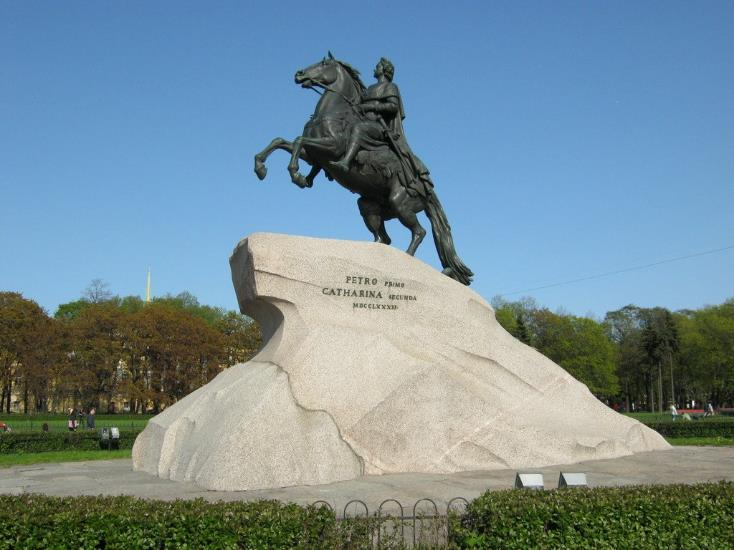 PETRO PRIMO
CATHARINA SECUNDA
MDCCLXXXII